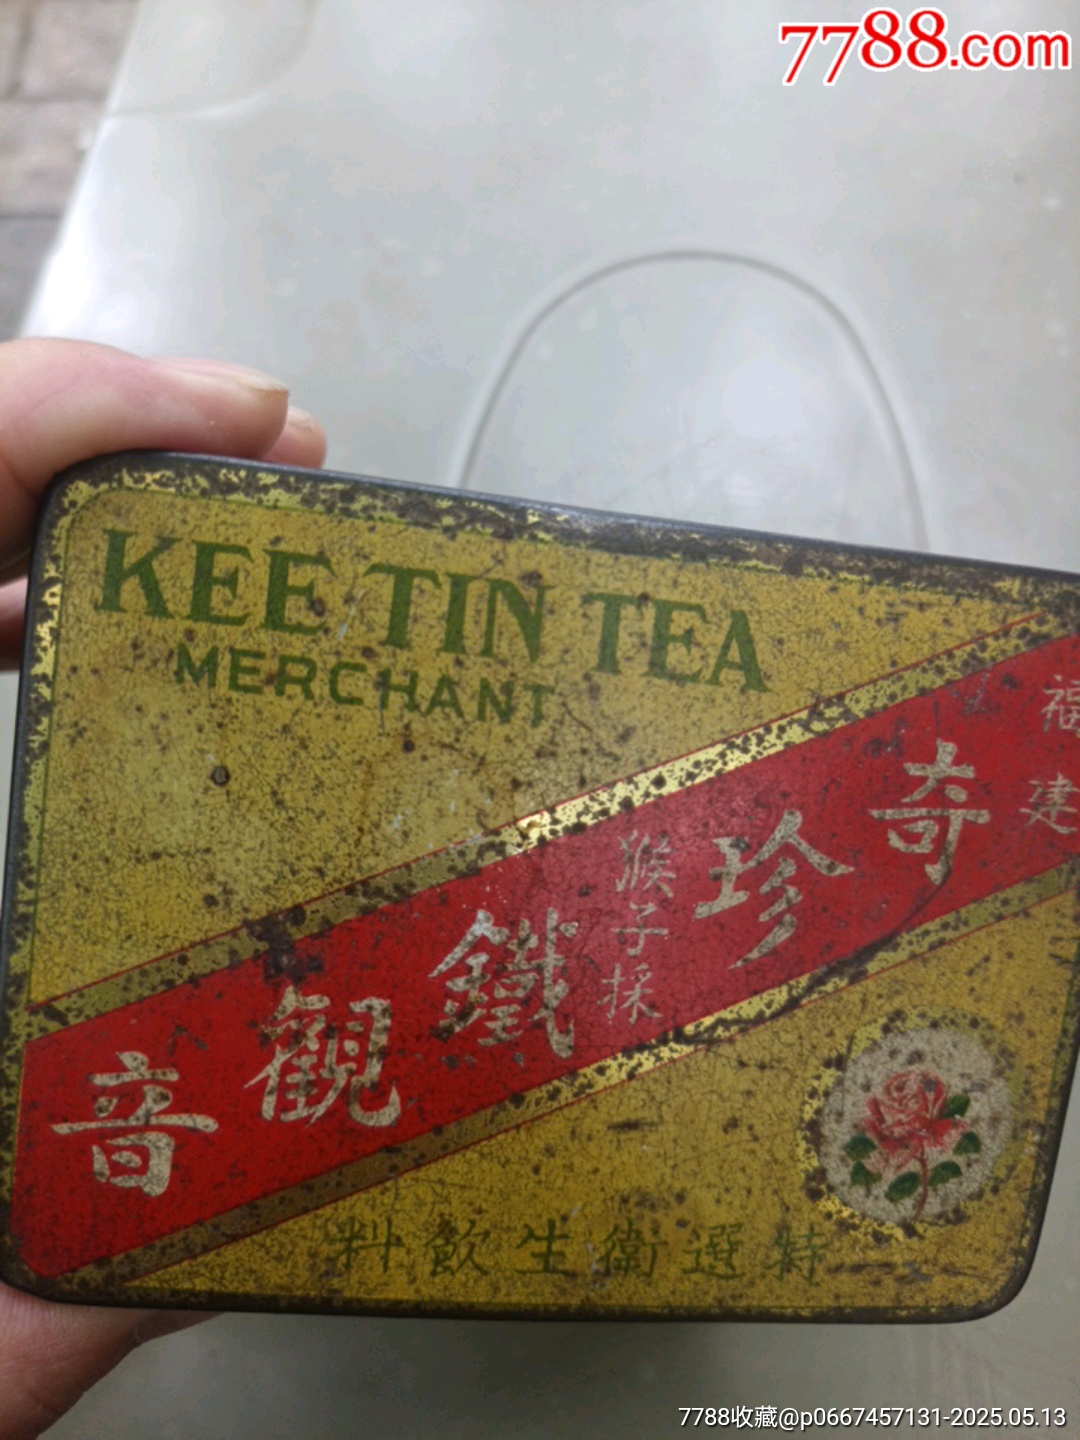 7788.com
KEE TIN TEA
MERCHANT
福建
奇珍
猴子採
鐵觀音
特選衛生飲料
7788收藏@p0667457131-2025.05.13